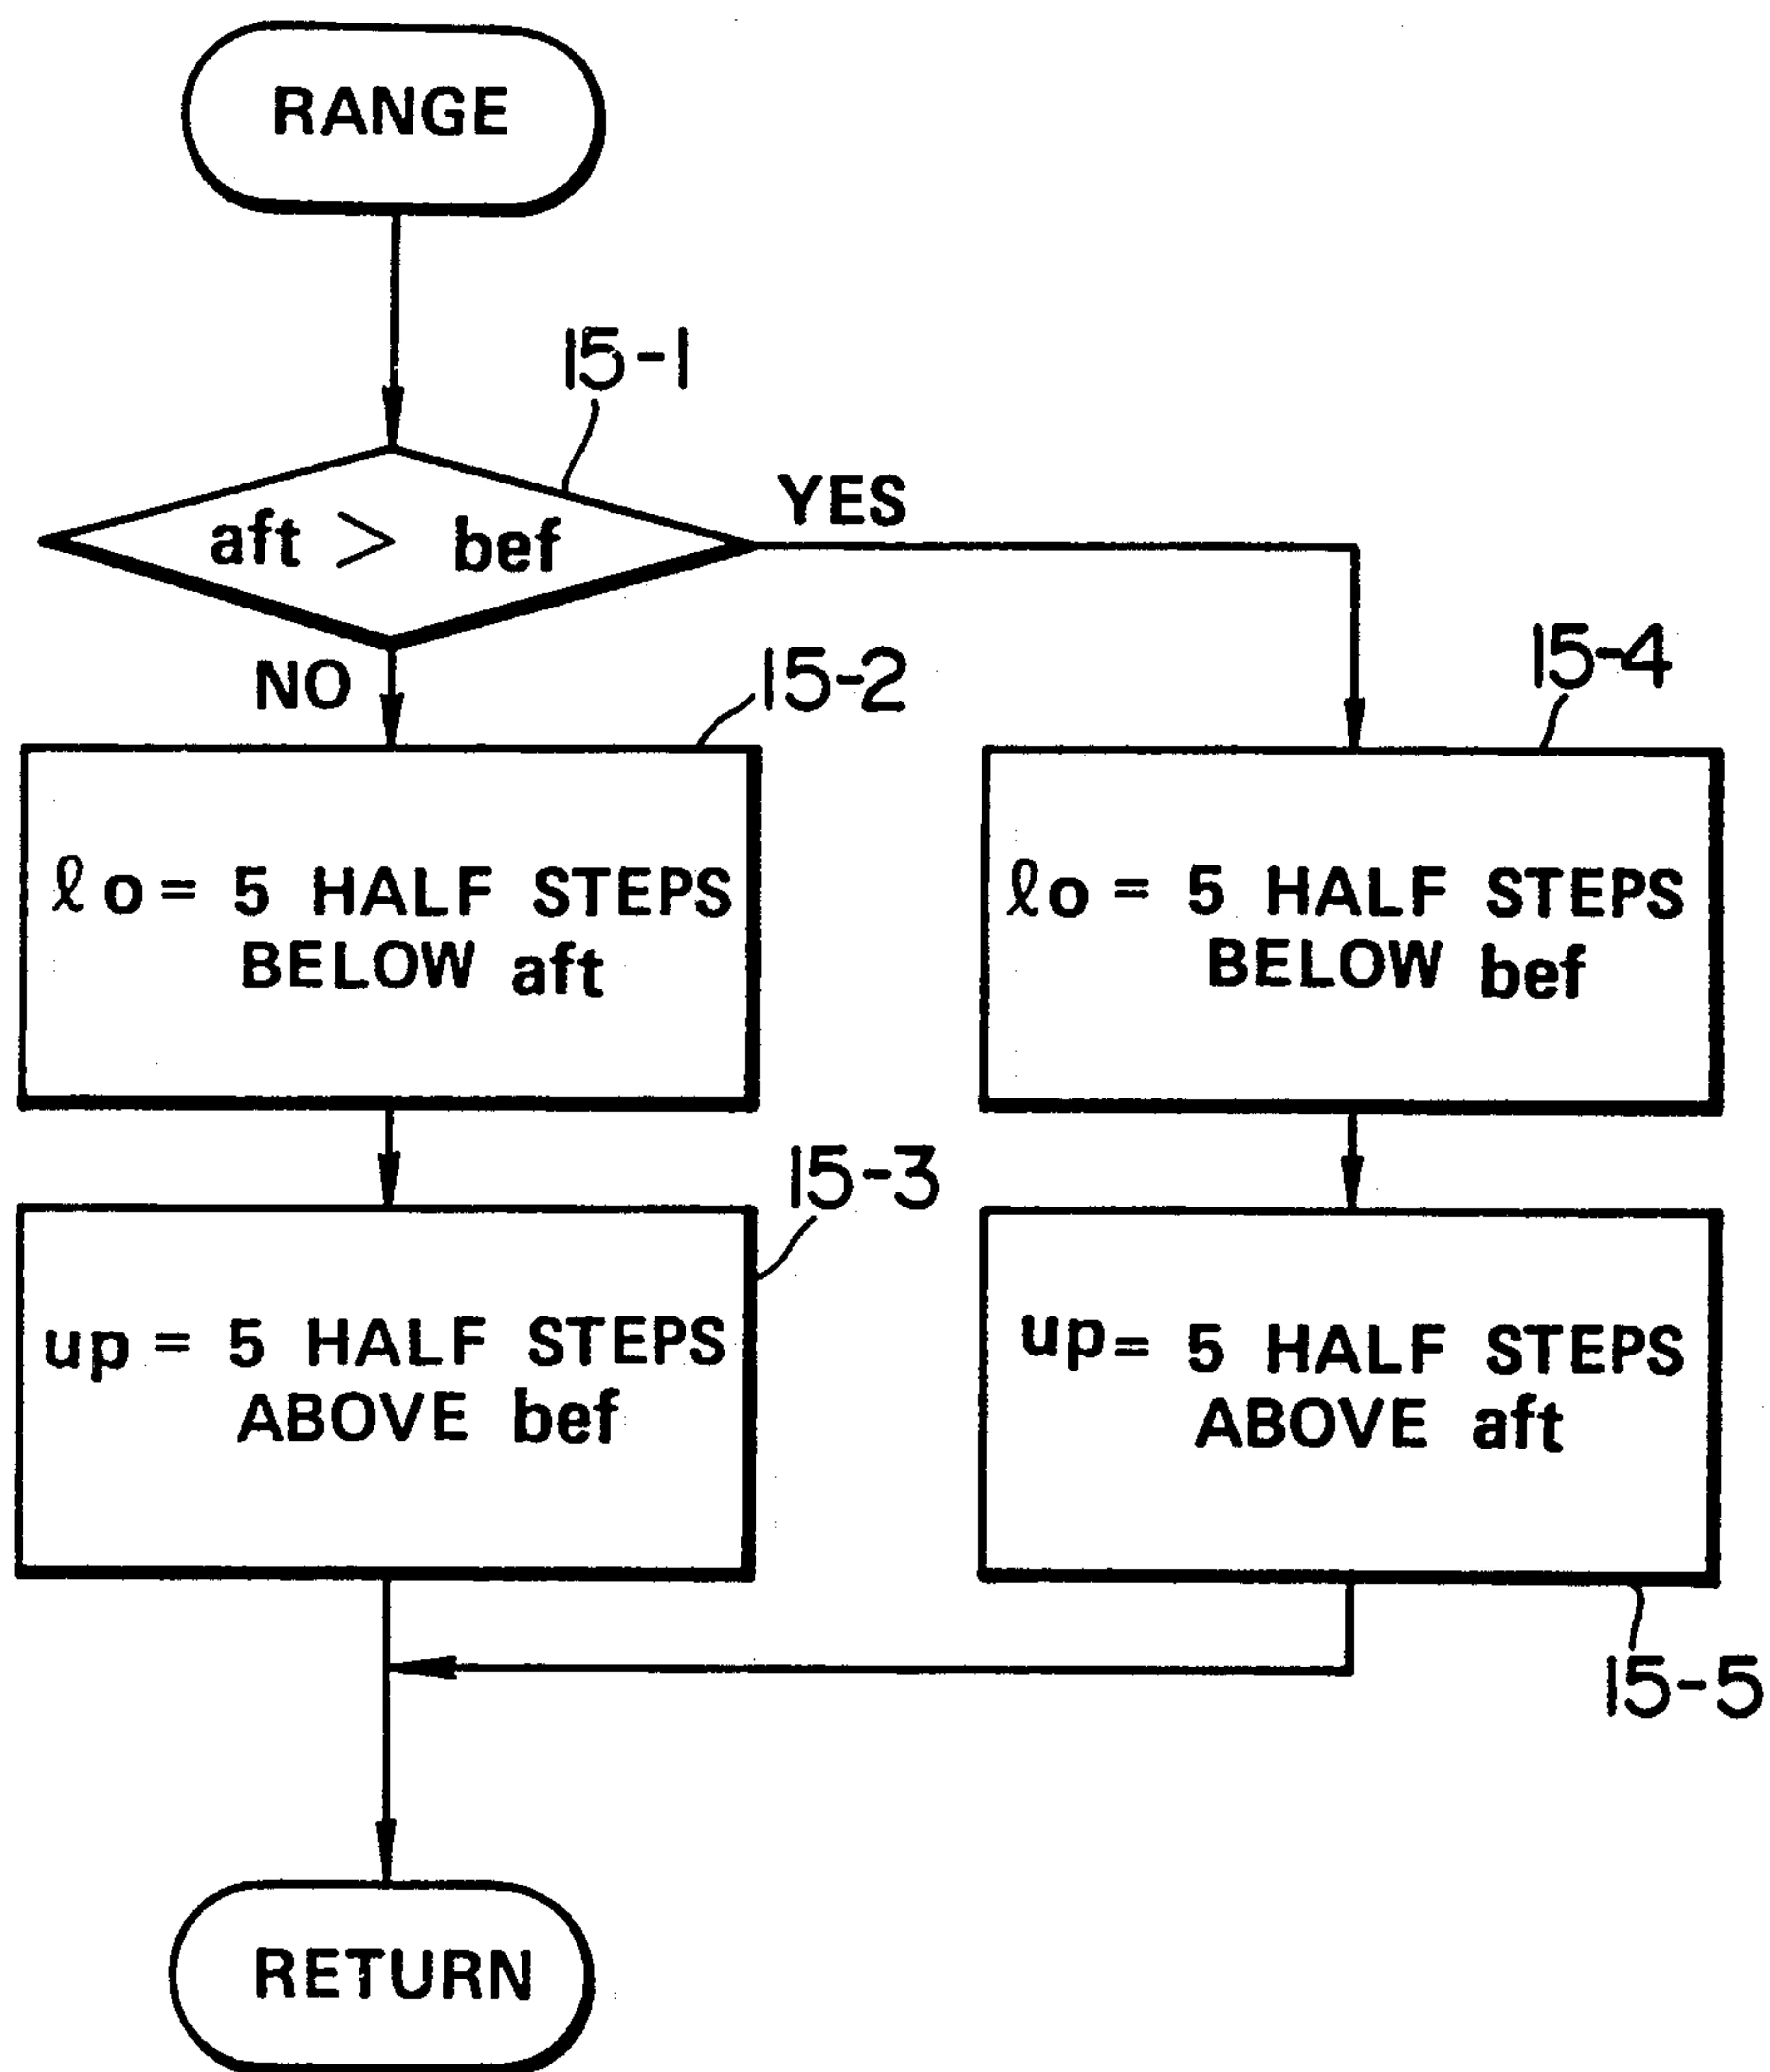 RANGE
15-1
aft > bef
YES
NO
15-2
15-4
ℓo = 5 HALF STEPS
BELOW aft
ℓo = 5 HALF STEPS
BELOW bef
15-3
up = 5 HALF STEPS
ABOVE bef
up = 5 HALF STEPS
ABOVE aft
15-5
RETURN